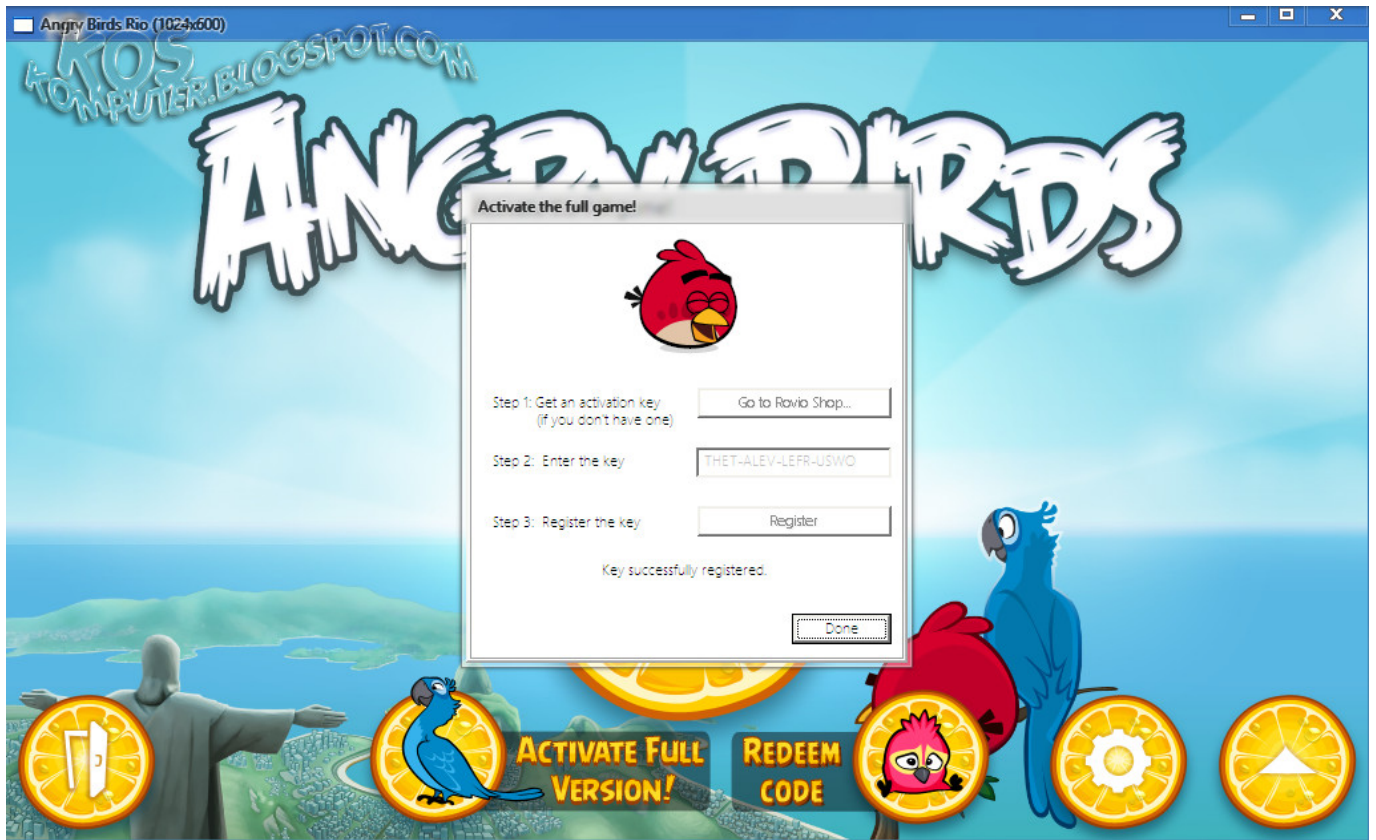 Angry Birds Rio (1024x600)
KOS
KOMPUTER.BLOGSPOT.COM
ANGRY BIRDS
Activate the full game!
Step 1: Get an activation key
(if you don't have one)
Go to Rovio Shop...
Step 2: Enter the key
THET-ALEV-LEFR-USWO
Step 3: Register the key
Register
Key successfully registered.
Done
ACTIVATE FULL
VERSION!
REDEEM
CODE